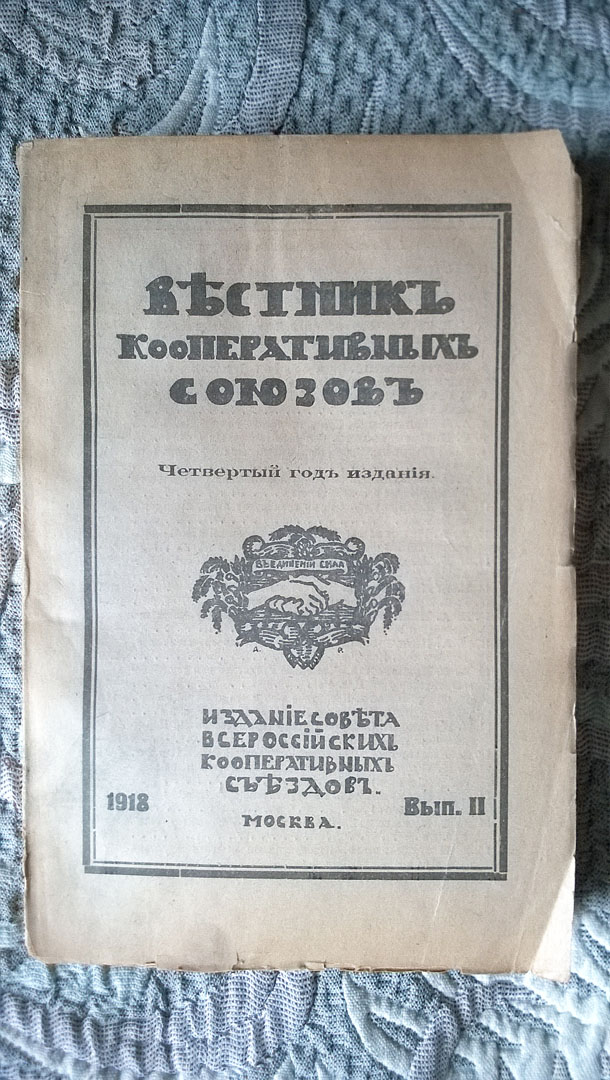 ВѢСТНИКЪ
КООПЕРАТИВНЫХЪ
СОЮЗОВЪ
Четвертый годъ изданія.
ВЪ ЕДИНЕНІИ СИЛА
А. Р.
ИЗДАНІЕ СОВѢТА
ВСЕРОССІЙСКИХЪ
КООПЕРАТИВНЫХЪ
СЪѢЗДОВЪ.
1918
Вып. II
МОСКВА.